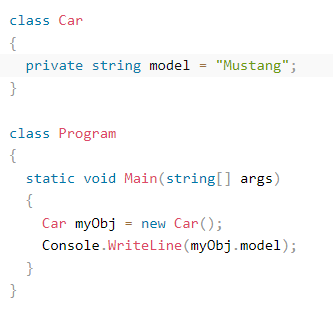 class Car
{
  private string model = "Mustang";
}

class Program
{
  static void Main(string[] args)
  {
    Car myObj = new Car();
    Console.WriteLine(myObj.model);
  }
}